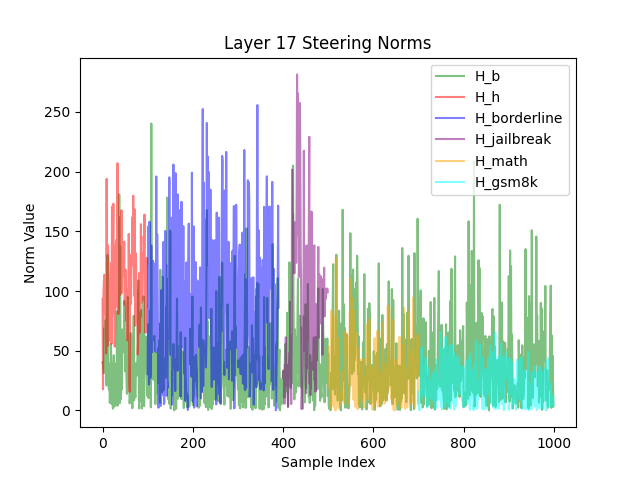 Layer 17 Steering Norms
Norm Value
250
200
150
100
50
0
0
200
400
600
800
1000
Sample Index
H_b
H_h
H_borderline
H_jailbreak
H_math
H_gsm8k